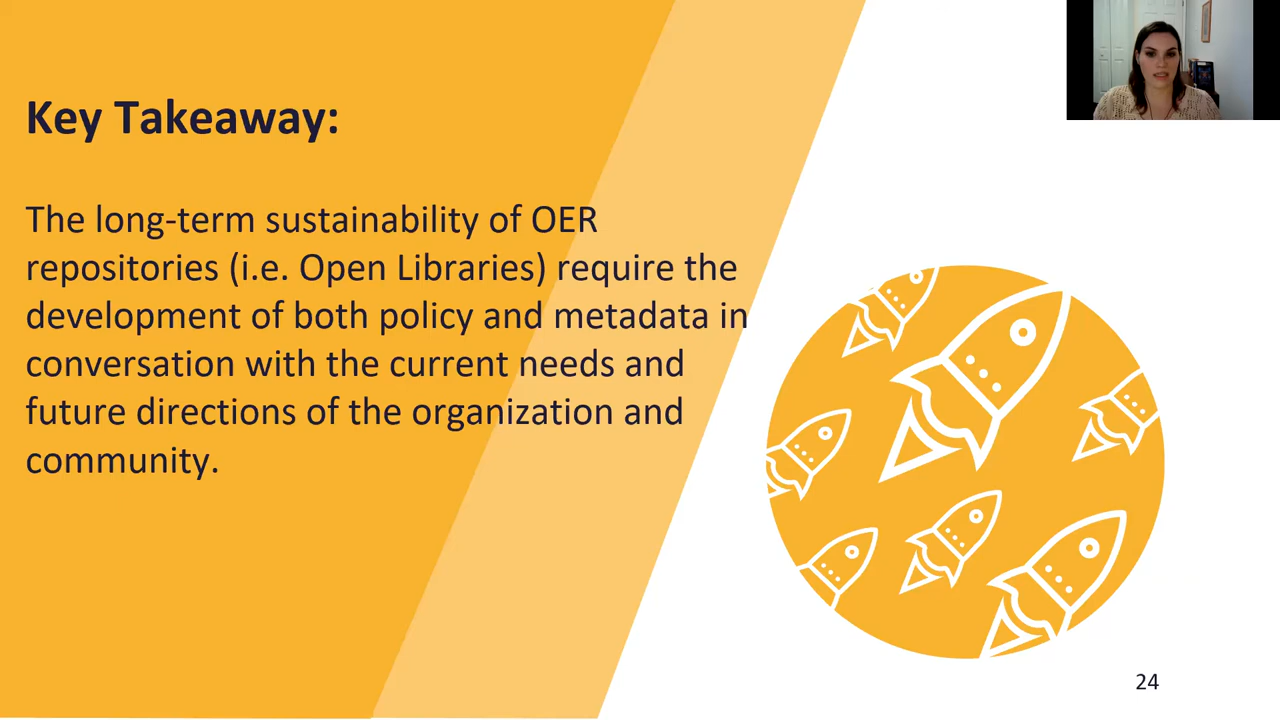 Key Takeaway:
The long-term sustainability of OER
repositories (i.e. Open Libraries) require the
development of both policy and metadata in
conversation with the current needs and
future directions of the organization and
community.
24